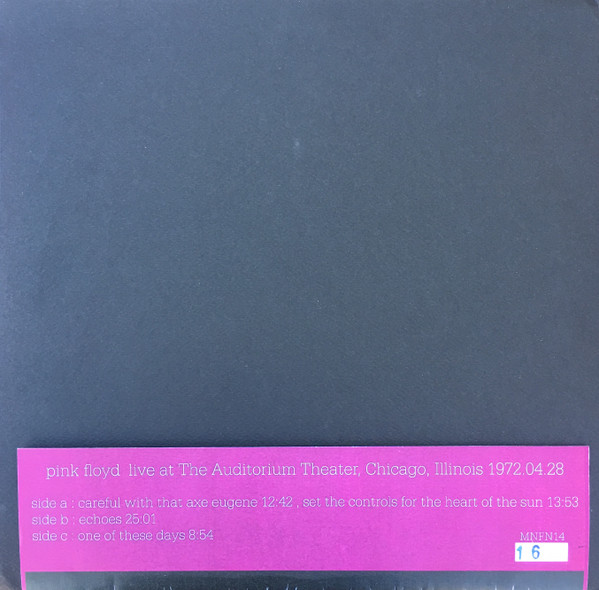 pink floyd live at The Auditorium Theater, Chicago, Illinois 1972.04.28
side a : careful with that axe eugene 12:42 , set the controls for the heart of the sun 13:53
side b : echoes 25:01
side c : one of these days 8:54
MNFN14
16